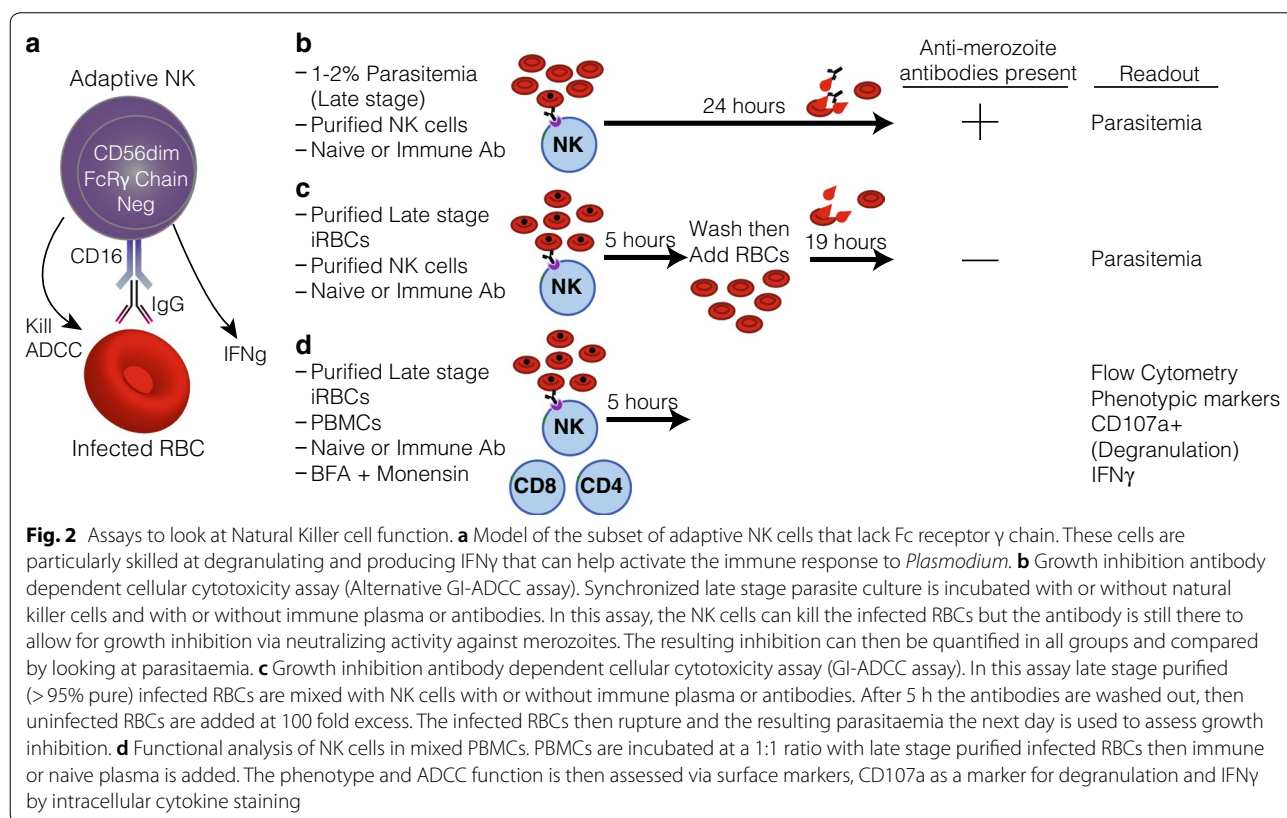 a
Adaptive NK
CD56dim
FcRγ Chain
Neg
CD16
IgG
Kill
ADCC
IFNg
Infected RBC
b
– 1-2% Parasitemia
(Late stage)
– Purified NK cells
– Naive or Immune Ab
NK
24 hours
Anti-merozoite
antibodies present
+
Readout
Parasitemia
c
– Purified Late stage
iRBCs
– Purified NK cells
– Naive or Immune Ab
NK
5 hours
Wash then
Add RBCs
19 hours
–
Parasitemia
d
– Purified Late stage
iRBCs
– PBMCs
– Naive or Immune Ab
– BFA + Monensin
NK
CD8
CD4
5 hours
Flow Cytometry
Phenotypic markers
CD107a+
(Degranulation)
IFNγ
Fig. 2 Assays to look at Natural Killer cell function. a Model of the subset of adaptive NK cells that lack Fc receptor γ chain. These cells are
particularly skilled at degranulating and producing IFNγ that can help activate the immune response to Plasmodium. b Growth inhibition antibody
dependent cellular cytotoxicity assay (Alternative GI-ADCC assay). Synchronized late stage parasite culture is incubated with or without natural
killer cells and with or without immune plasma or antibodies. In this assay, the NK cells can kill the infected RBCs but the antibody is still there to
allow for growth inhibition via neutralizing activity against merozoites. The resulting inhibition can then be quantified in all groups and compared
by looking at parasitaemia. c Growth inhibition antibody dependent cellular cytotoxicity assay (GI-ADCC assay). In this assay late stage purified
(> 95% pure) infected RBCs are mixed with NK cells with or without immune plasma or antibodies. After 5 h the antibodies are washed out, then
uninfected RBCs are added at 100 fold excess. The infected RBCs then rupture and the resulting parasitaemia the next day is used to assess growth
inhibition. d Functional analysis of NK cells in mixed PBMCs. PBMCs are incubated at a 1:1 ratio with late stage purified infected RBCs then immune
or naive plasma is added. The phenotype and ADCC function is then assessed via surface markers, CD107a as a marker for degranulation and IFNγ
by intracellular cytokine staining